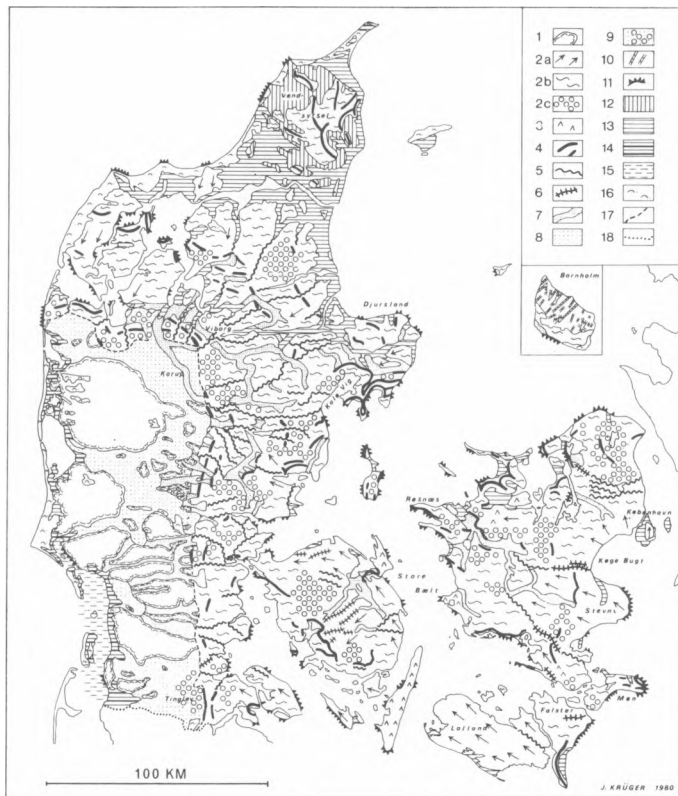 1 9
2a 10
2b 11
2c 12
3 13
4 14
5 15
6 16
7 17
8 18
Vend-
syssel
Bornholm
Djursland
Viborg
Karup
Kalø Vig
Røsnæs
København
Køge Bugt
Store
Bælt
Stevns
Møn
Falster
Lolland
Tinglev
100 KM
J. KRÜGER 1980